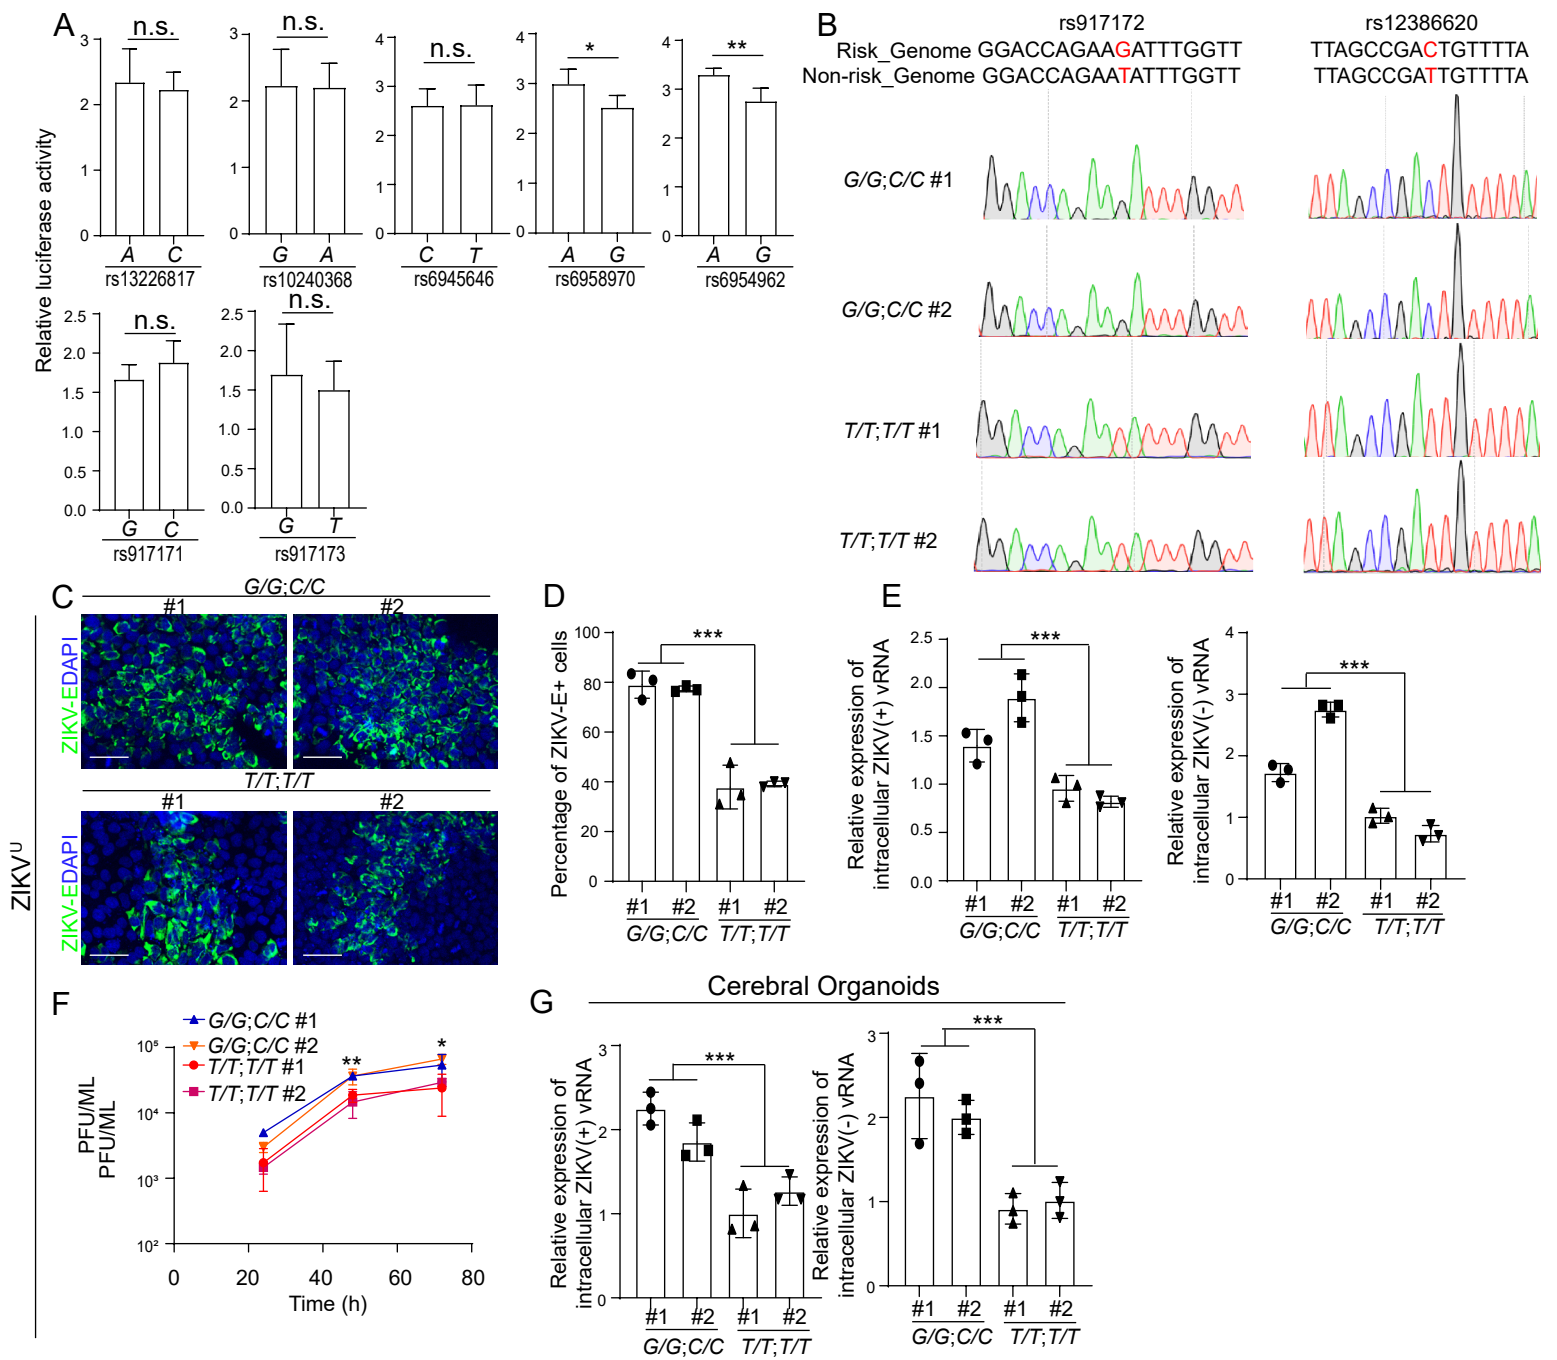 A
n.s.
n.s.
n.s.
*
**
Relative luciferase activity
3
2
1
0
A C
rs13226817
3
2
1
0
G A
rs10240368
4
3
2
1
0
C T
rs6945646
4
3
2
1
0
A G
rs6958970
4
3
2
1
0
A G
rs6954962
n.s.
2.5
2.0
1.5
1.0
0.5
0.0
G C
rs917171
n.s.
2.5
2.0
1.5
1.0
0.5
0.0
G T
rs917173
B
rs917172 rs12386620
Risk_Genome GGACCAGAAGATTTGGTT TTAGCCGACTGTTTTA
Non-risk_Genome GGACCAGAATATTTGGTT TTAGCCGATTGTTTTA
G/G;C/C #1
G/G;C/C #2
T/T;T/T #1
T/T;T/T #2
ZIKVᵁ
C
G/G;C/C
#1 #2
ZIKV-EDAPI
T/T;T/T
#1 #2
ZIKV-EDAPI
D
Percentage of ZIKV-E+ cells
100
80
60
40
20
0
***
#1 #2 #1 #2
G/G;C/C T/T;T/T
E
Relative expression of
intracellular ZIKV(+) vRNA
2.5
2.0
1.5
1.0
0.5
0.0
***
#1 #2 #1 #2
G/G;C/C T/T;T/T
Relative expression of
intracellular ZIKV(-) vRNA
4
3
2
1
0
***
#1 #2 #1 #2
G/G;C/C T/T;T/T
F
G/G;C/C #1
G/G;C/C #2
T/T;T/T #1
T/T;T/T #2
PFU/ML
PFU/ML
10⁵
10⁴
10³
10²
**
*
0 20 40 60 80
Time (h)
G
Cerebral Organoids
Relative expression of
intracellular ZIKV(+) vRNA
3
2
1
0
***
#1 #2 #1 #2
G/G;C/C T/T;T/T
Relative expression of
intracellular ZIKV(-) vRNA
3
2
1
0
***
#1 #2 #1 #2
G/G;C/C T/T;T/T